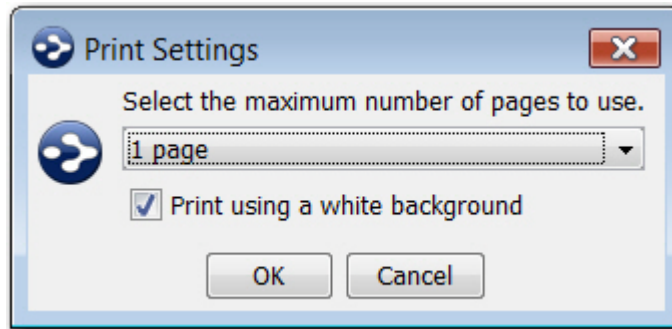 Print Settings
Select the maximum number of pages to use.
1 page
Print using a white background
OK Cancel